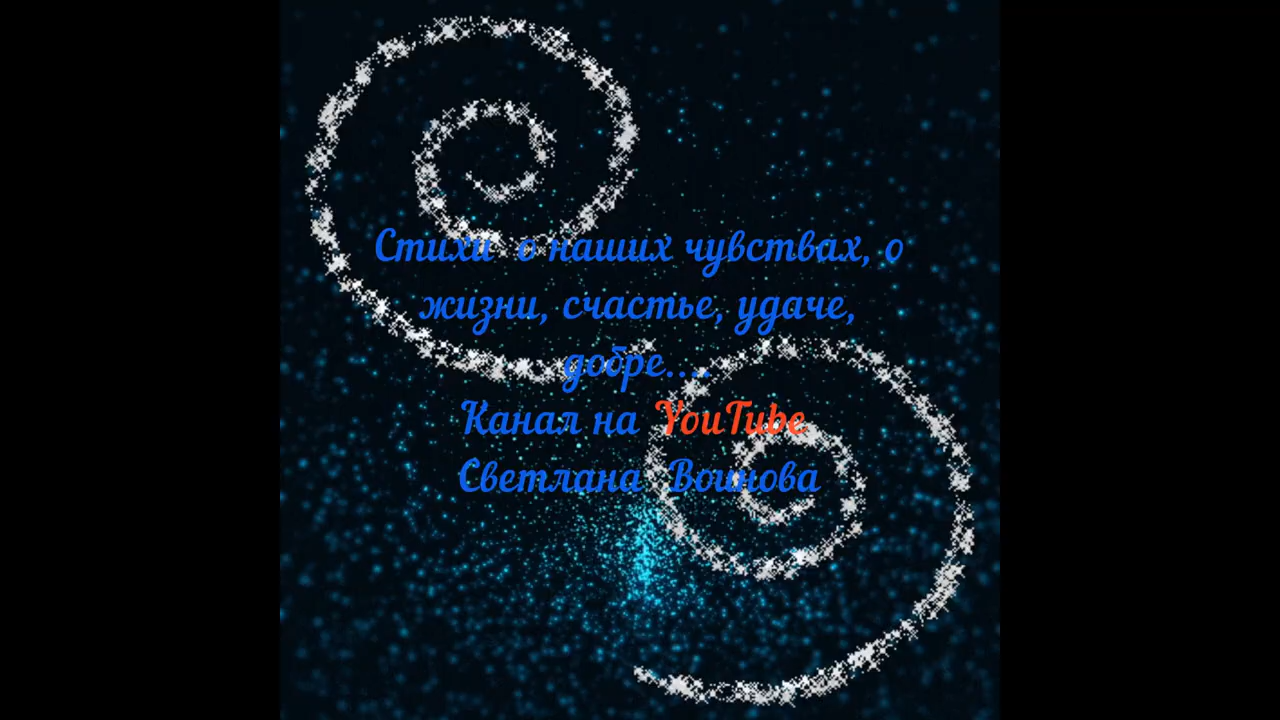 Стихи о наших чувствах, о
жизни, счастье, удаче,
добре....
Канал на YouTube
Светлана Воинова